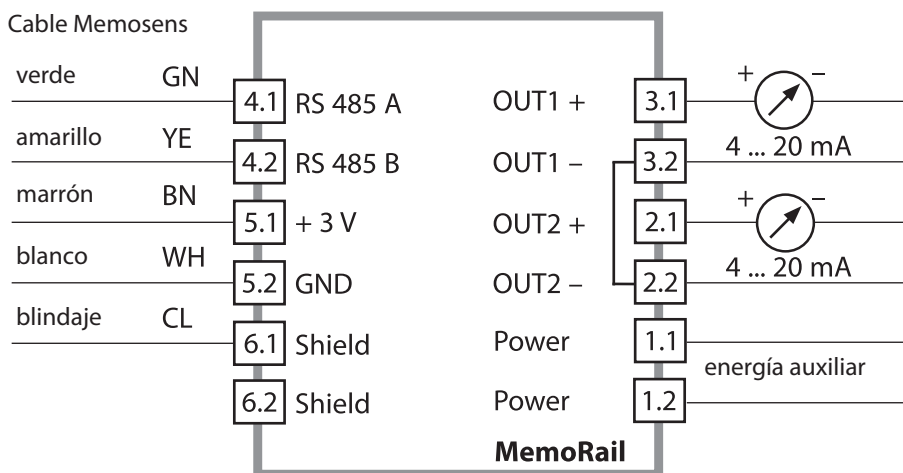 Cable Memosens
verde GN 4.1 RS 485 A OUT1 + 3.1 + –
4 ... 20 mA
amarillo YE 4.2 RS 485 B OUT1 – 3.2
marrón BN 5.1 + 3 V OUT2 + 2.1 + –
4 ... 20 mA
blanco WH 5.2 GND OUT2 – 2.2
blindaje CL 6.1 Shield Power 1.1
energía auxiliar
6.2 Shield Power 1.2
MemoRail